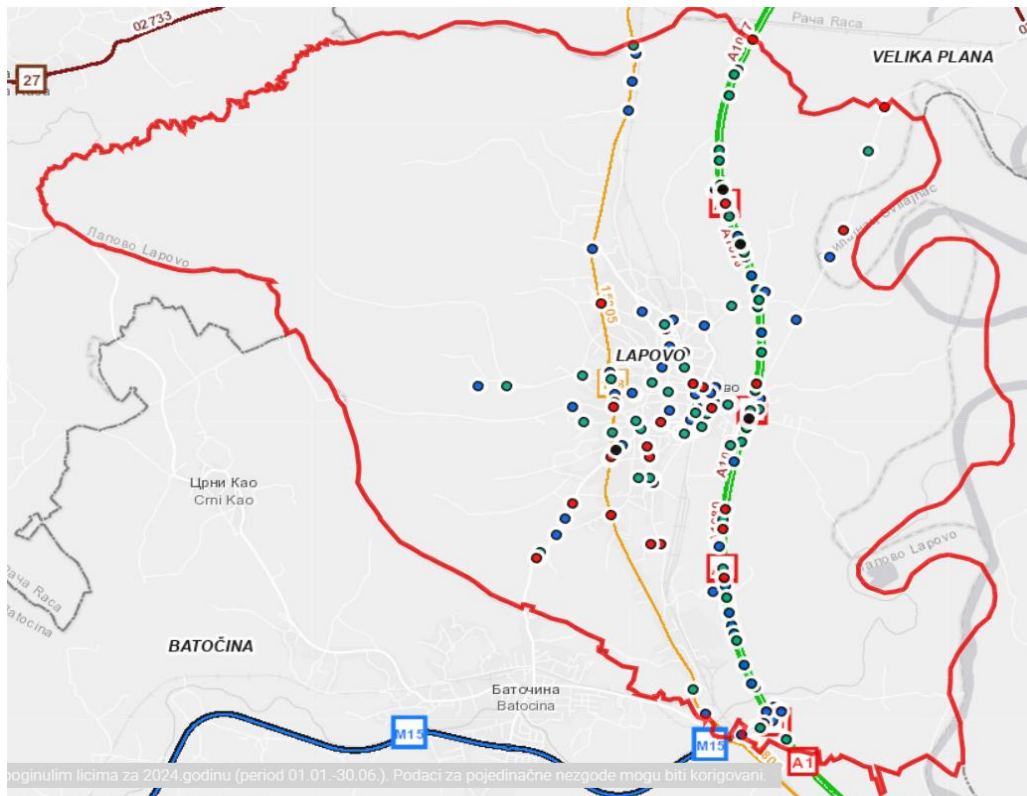 02733
Рача Raca
VELIKA PLANA
27
Лапово Lapovo
LAPOVO
ово
Црни Као
Crni Kao
Лапово Lapovo
Рача Raca
Batocina
BATOČINA
Баточина
Batocina
M15
M15
A1
poginulim licima za 2024.godinu (period 01.01.-30.06.). Podaci za pojedinačne nezgode mogu biti korigovani.